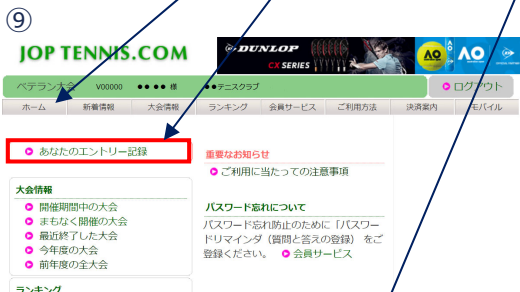 ⑨
JOP TENNIS.COM
DUNLOP
CX SERIES
AO
AO
ベテラン大会 V00000 ●● ●● 様 ●●テニスクラブ
ログアウト
ホーム 新着情報 大会情報 ランキング 会員サービス ご利用方法 決済案内 モバイル
あなたのエントリー記録
重要なお知らせ
ご利用に当たっての注意事項
大会情報
開催期間中の大会
まもなく開催の大会
最近終了した大会
今年度の大会
前年度の全大会
パスワード忘れについて
パスワード忘れ防止のために「パスワー
ドリマインダ（質問と答えの登録） をご
登録ください。 会員サービス
ランキング